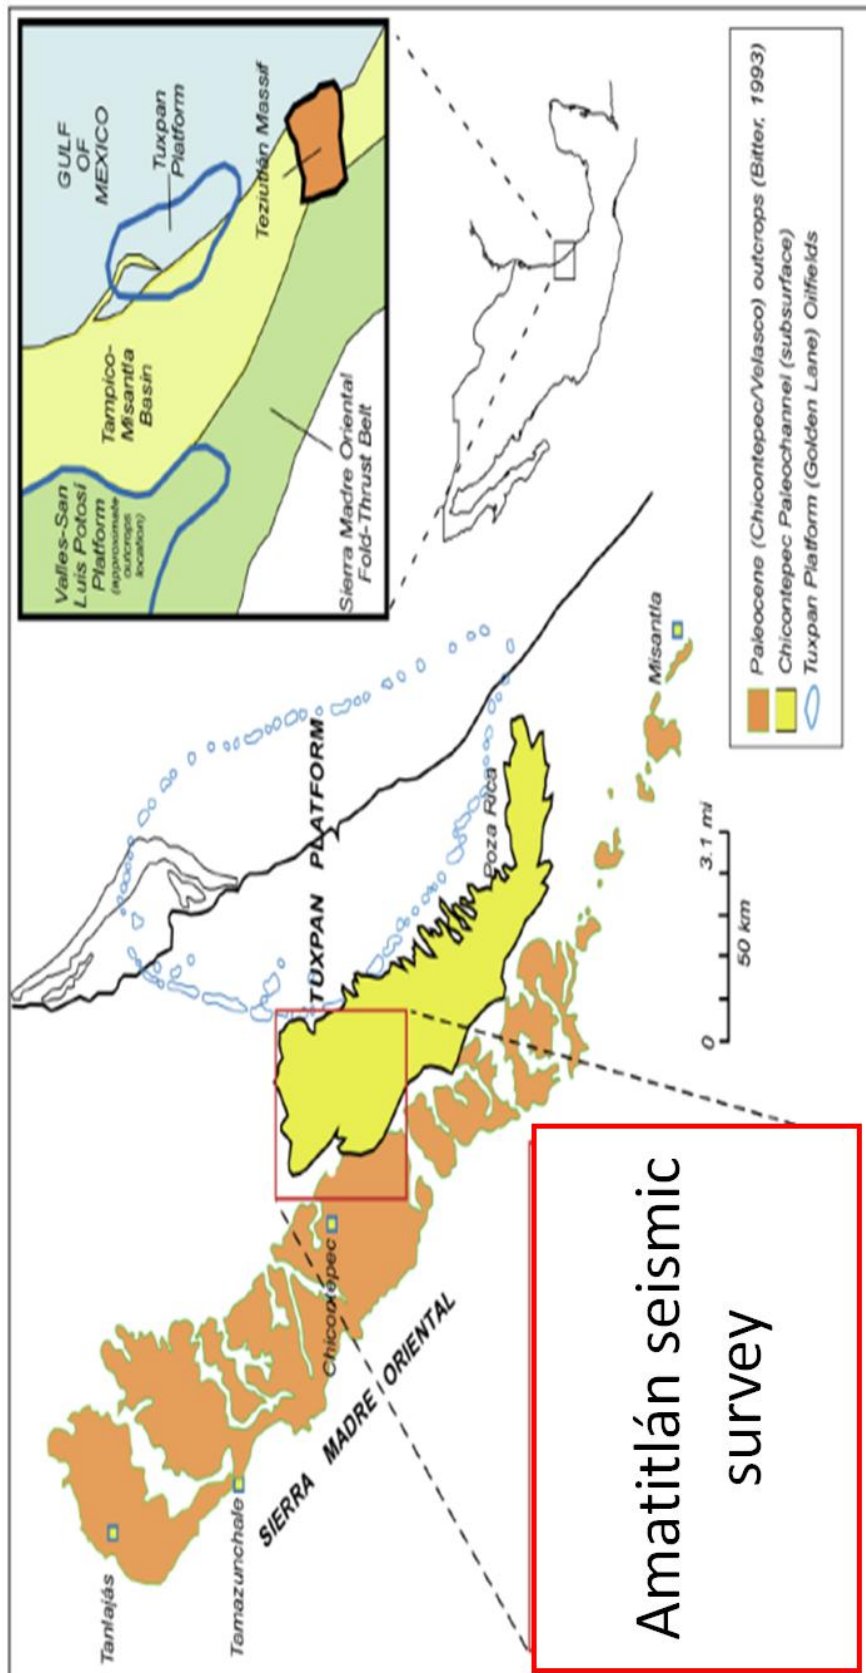 GULF
OF
MEXICO
Tuxpan
Platform
Teziutlán Massif
Tampico-
Misantla
Basin
Valles-San
Luis Potosí
Platform
(approximate
outcrops
location)
Sierra Madre Oriental
Fold-Thrust Belt
TUXPAN PLATFORM
Poza Rica
Misantla
Chicontepec
Tamazunchale
Tanlajás
SIERRA MADRE ORIENTAL
0
3.1 mi
50 km
Paleocene (Chicontepec/Velasco) outcrops (Bitter, 1993)
Chicontepec Paleochannel (subsurface)
Tuxpan Platform (Golden Lane) Oilfields
Amatitlán seismic
survey